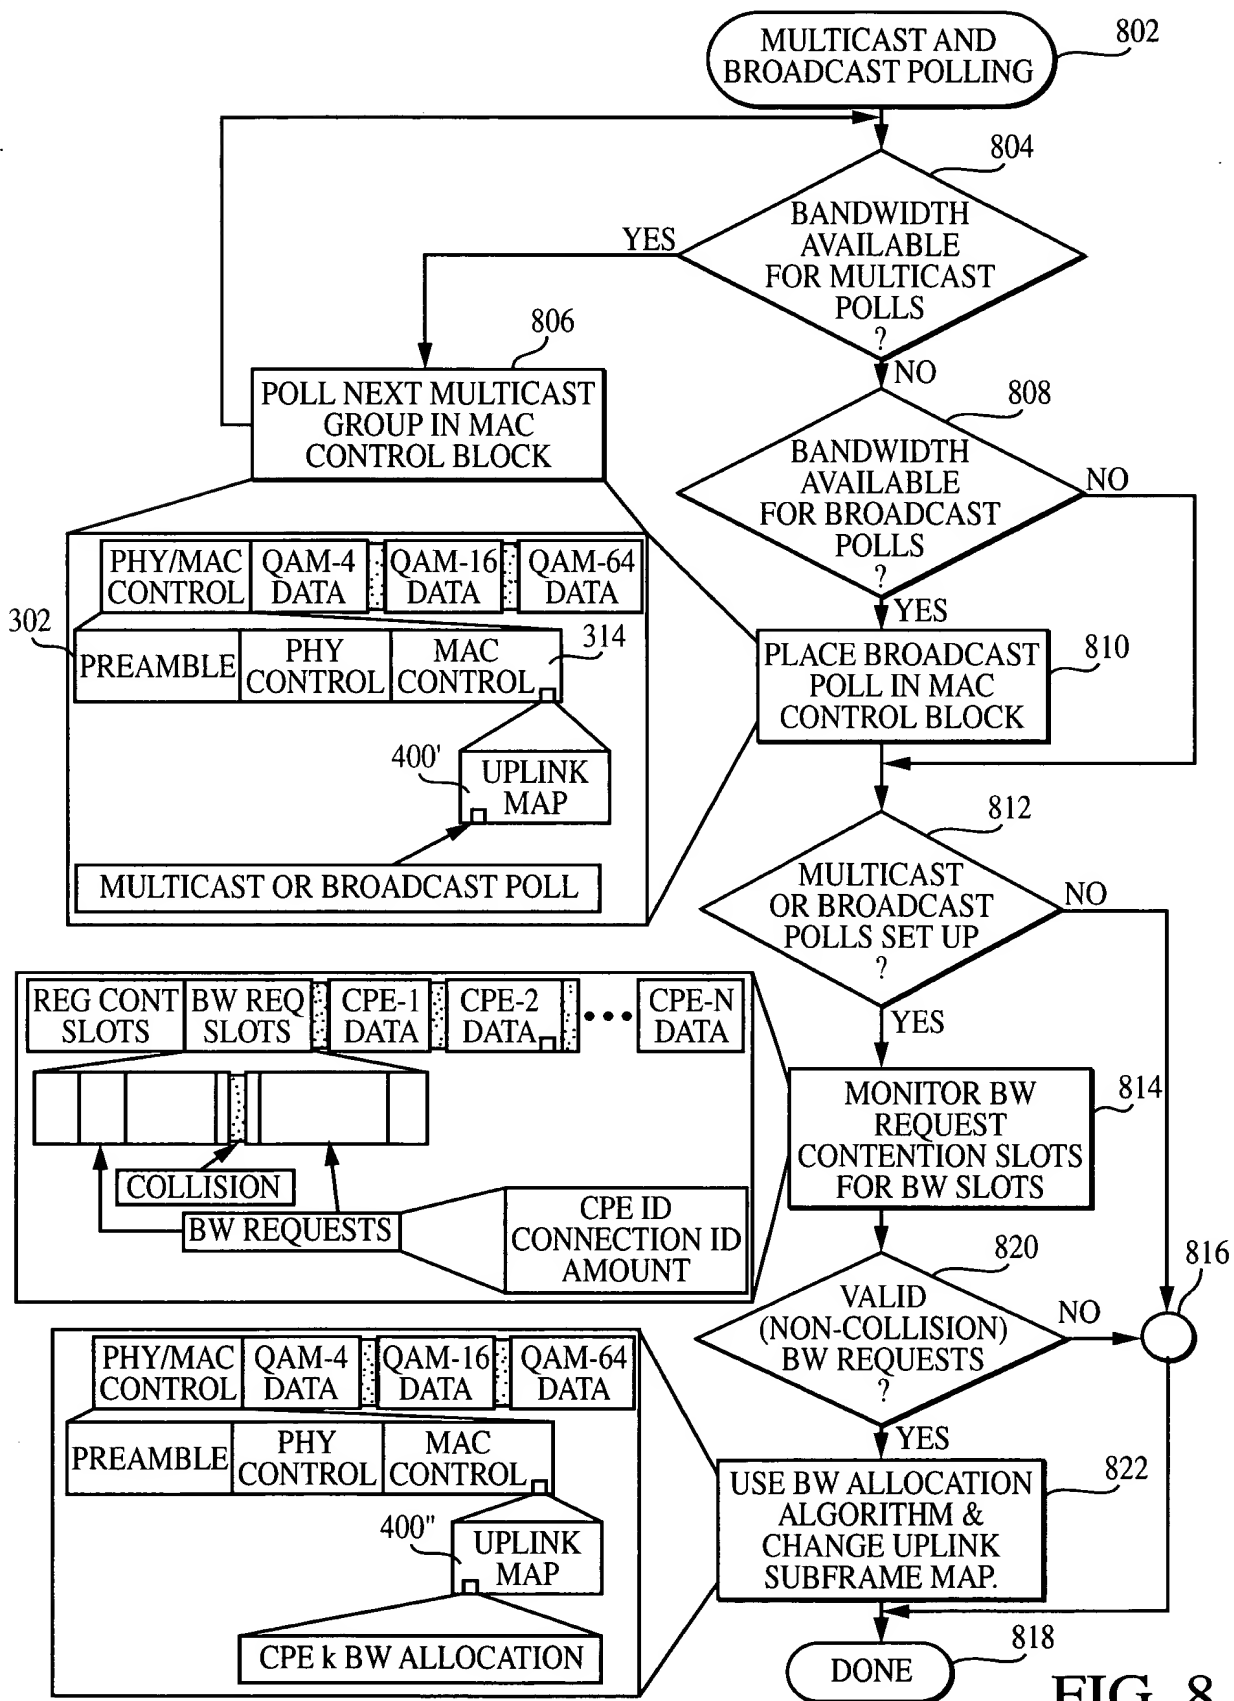 802
MULTICAST AND
BROADCAST POLLING
804
BANDWIDTH
AVAILABLE
FOR MULTICAST
POLLS
?
YES
NO
806
POLL NEXT MULTICAST
GROUP IN MAC
CONTROL BLOCK
808
BANDWIDTH
AVAILABLE
FOR BROADCAST
POLLS
?
NO
YES
PHY/MAC
CONTROL
QAM-4
DATA
QAM-16
DATA
QAM-64
DATA
302
PREAMBLE
PHY
CONTROL
MAC
CONTROL
314
400'
UPLINK
MAP
MULTICAST OR BROADCAST POLL
810
PLACE BROADCAST
POLL IN MAC
CONTROL BLOCK
812
MULTICAST
OR BROADCAST
POLLS SET UP
?
NO
YES
REG CONT
SLOTS
BW REQ
SLOTS
CPE-1
DATA
CPE-2
DATA
CPE-N
DATA
COLLISION
BW REQUESTS
CPE ID
CONNECTION ID
AMOUNT
814
MONITOR BW
REQUEST
CONTENTION SLOTS
FOR BW SLOTS
820
816
VALID
(NON-COLLISION)
BW REQUESTS
?
NO
YES
PHY/MAC
CONTROL
QAM-4
DATA
QAM-16
DATA
QAM-64
DATA
PREAMBLE
PHY
CONTROL
MAC
CONTROL
400"
UPLINK
MAP
CPE k BW ALLOCATION
822
USE BW ALLOCATION
ALGORITHM &
CHANGE UPLINK
SUBFRAME MAP.
818
DONE
FIG. 8